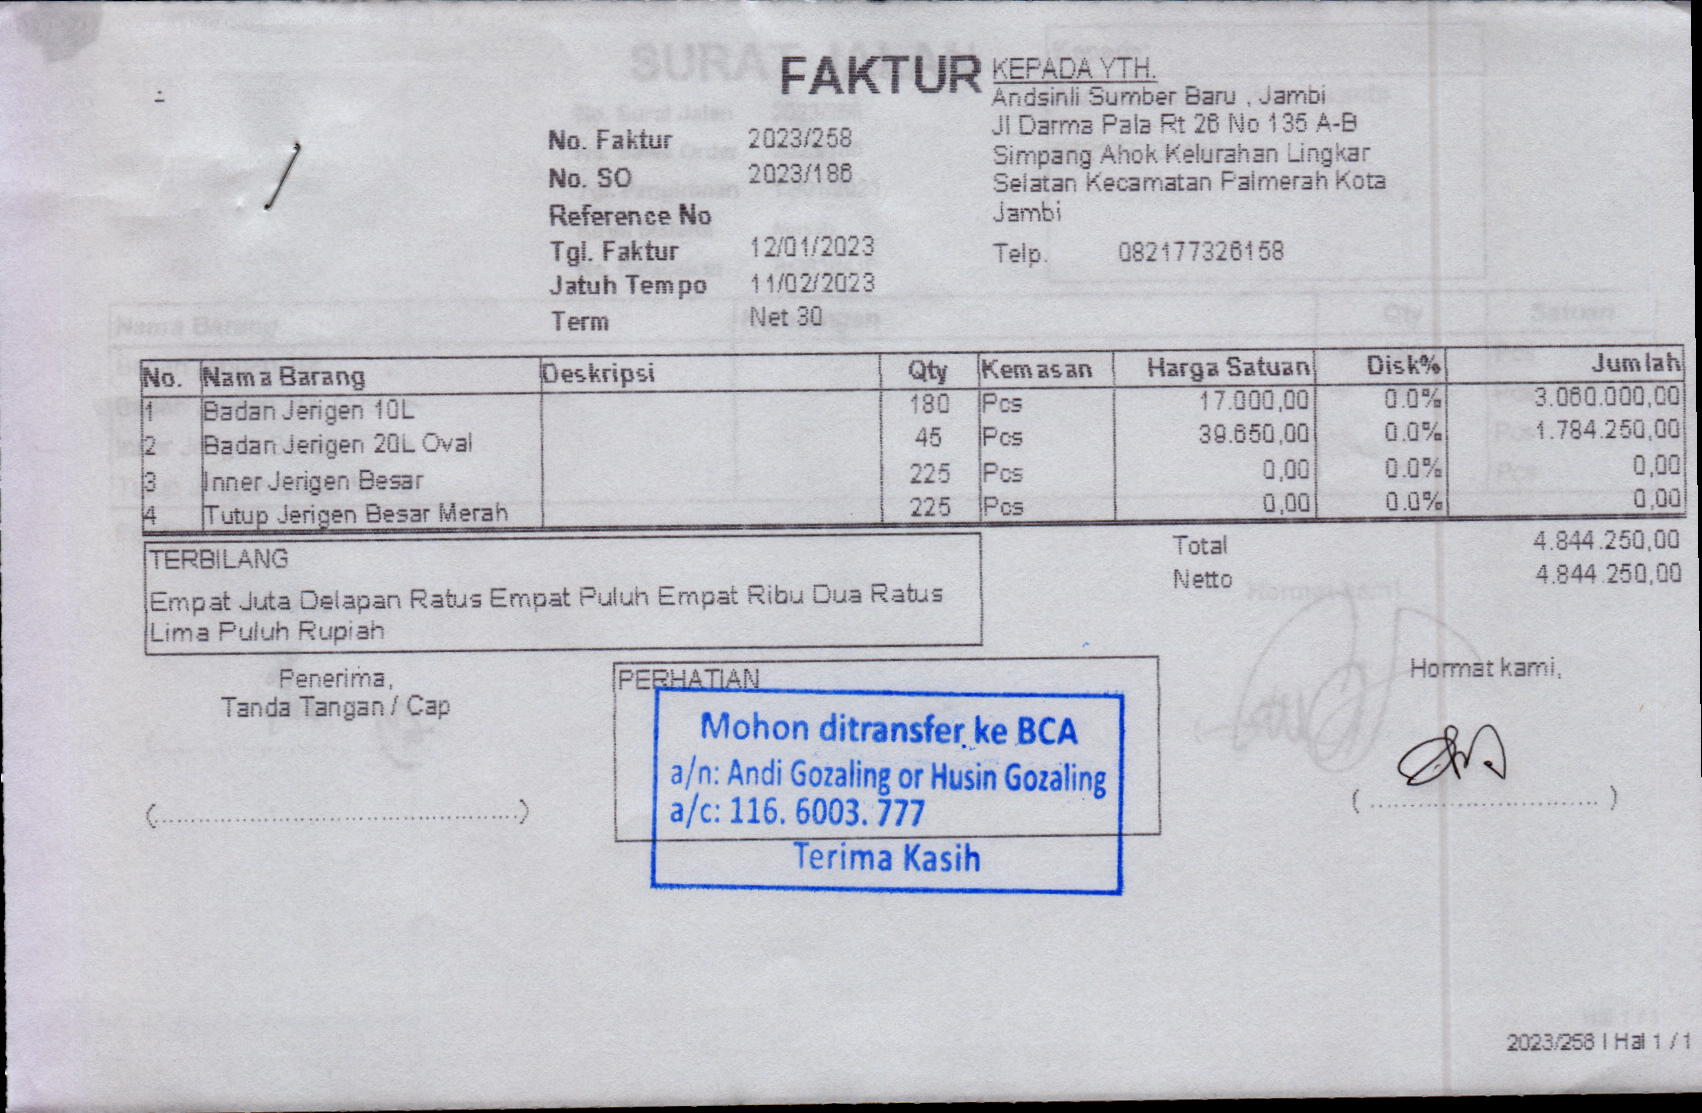 FAKTUR
No. Faktur 2023/258
No. SO 2023/186
Reference No
Tgl. Faktur 12/01/2023
Jatuh Tempo 11/02/2023
Term Net 30
KEPADA YTH.
Andsinli Sumber Baru , Jambi
Jl Darma Pala Rt 26 No 135 A-B
Simpang Ahok Kelurahan Lingkar
Selatan Kecamatan Palmerah Kota
Jambi
Telp. 082177326158
No. Nama Barang Deskripsi Qty Kemasan Harga Satuan Disk% Jumlah
1 Badan Jerigen 10L 180 Pcs 17.000,00 0.0% 3.060.000,00
2 Badan Jerigen 20L Oval 45 Pcs 39.650,00 0.0% 1.784.250,00
3 Inner Jerigen Besar 225 Pcs 0,00 0.0% 0,00
4 Tutup Jerigen Besar Merah 225 Pcs 0,00 0.0% 0,00
Total 4.844.250,00
Netto 4.844.250,00
TERBILANG
Empat Juta Delapan Ratus Empat Puluh Empat Ribu Dua Ratus
Lima Puluh Rupiah
Penerima,
Tanda Tangan / Cap
(...............................................)
PERHATIAN
Mohon ditransfer ke BCA
a/n: Andi Gozaling or Husin Gozaling
a/c: 116. 6003. 777
Terima Kasih
Hormat kami,
( .............................. )
2023/258 | Hal 1 / 1